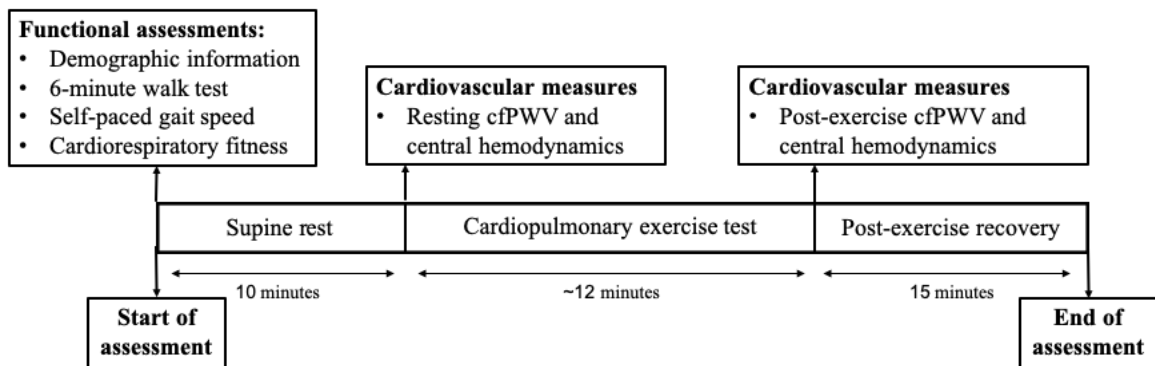 Functional assessments:
• Demographic information
• 6-minute walk test
• Self-paced gait speed
• Cardiorespiratory fitness
Cardiovascular measures
• Resting cfPWV and
central hemodynamics
Cardiovascular measures
• Post-exercise cfPWV and
central hemodynamics
Supine rest
Cardiopulmonary exercise test
Post-exercise recovery
10 minutes
~12 minutes
15 minutes
Start of
assessment
End of
assessment